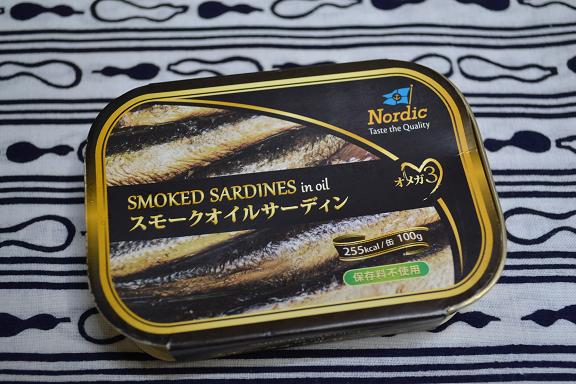 Nordic
Taste the Quality
オメガ3
SMOKED SARDINES in oil
スモークオイルサーディン
255kcal / 缶 100g
保存料不使用